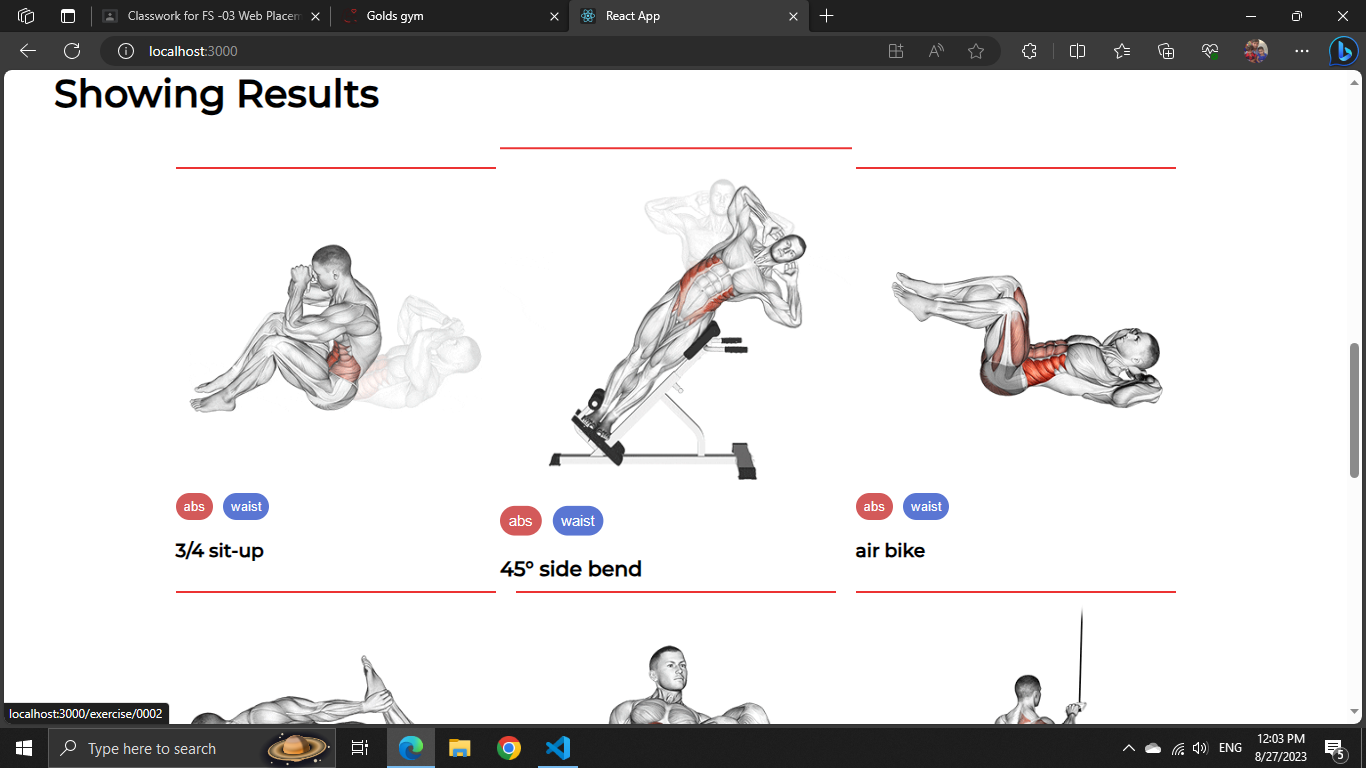 Classwork for FS -03 Web Placem
Golds gym
React App
localhost:3000
Showing Results
abs
waist
3/4 sit-up
abs
waist
45° side bend
abs
waist
air bike
localhost:3000/exercise/0002
Type here to search
ENG
12:03 PM
8/27/2023
5